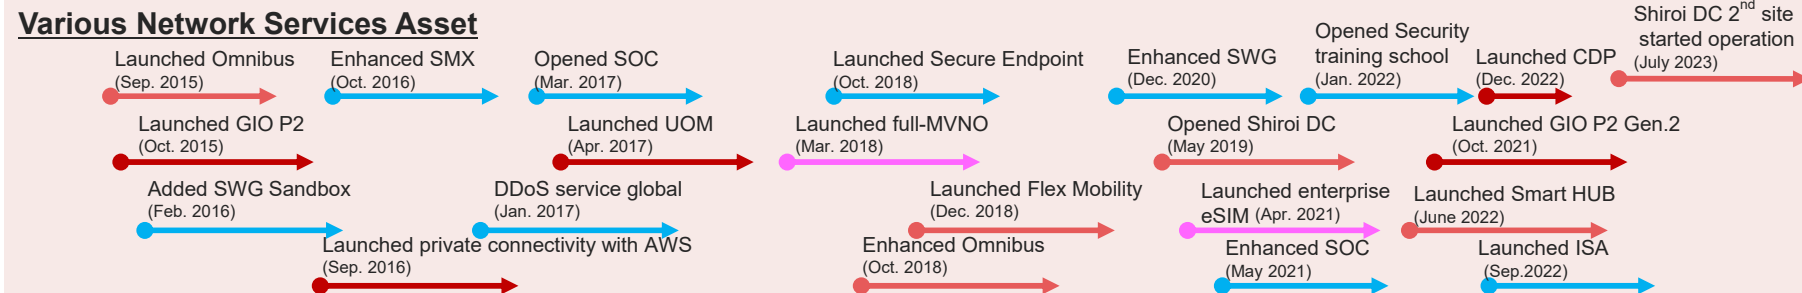 Various Network Services Asset
Launched Omnibus
(Sep. 2015)
Enhanced SMX
(Oct. 2016)
Opened SOC
(Mar. 2017)
Launched Secure Endpoint
(Oct. 2018)
Enhanced SWG
(Dec. 2020)
Opened Security
training school
(Jan. 2022)
Launched CDP
(Dec. 2022)
Shiroi DC 2nd site
started operation
(July 2023)
Launched GIO P2
(Oct. 2015)
Launched UOM
(Apr. 2017)
Launched full-MVNO
(Mar. 2018)
Opened Shiroi DC
(May 2019)
Launched GIO P2 Gen.2
(Oct. 2021)
Added SWG Sandbox
(Feb. 2016)
DDoS service global
(Jan. 2017)
Launched Flex Mobility
(Dec. 2018)
Launched enterprise
eSIM (Apr. 2021)
Launched Smart HUB
(June 2022)
Launched private connectivity with AWS
(Sep. 2016)
Enhanced Omnibus
(Oct. 2018)
Enhanced SOC
(May 2021)
Launched ISA
(Sep.2022)